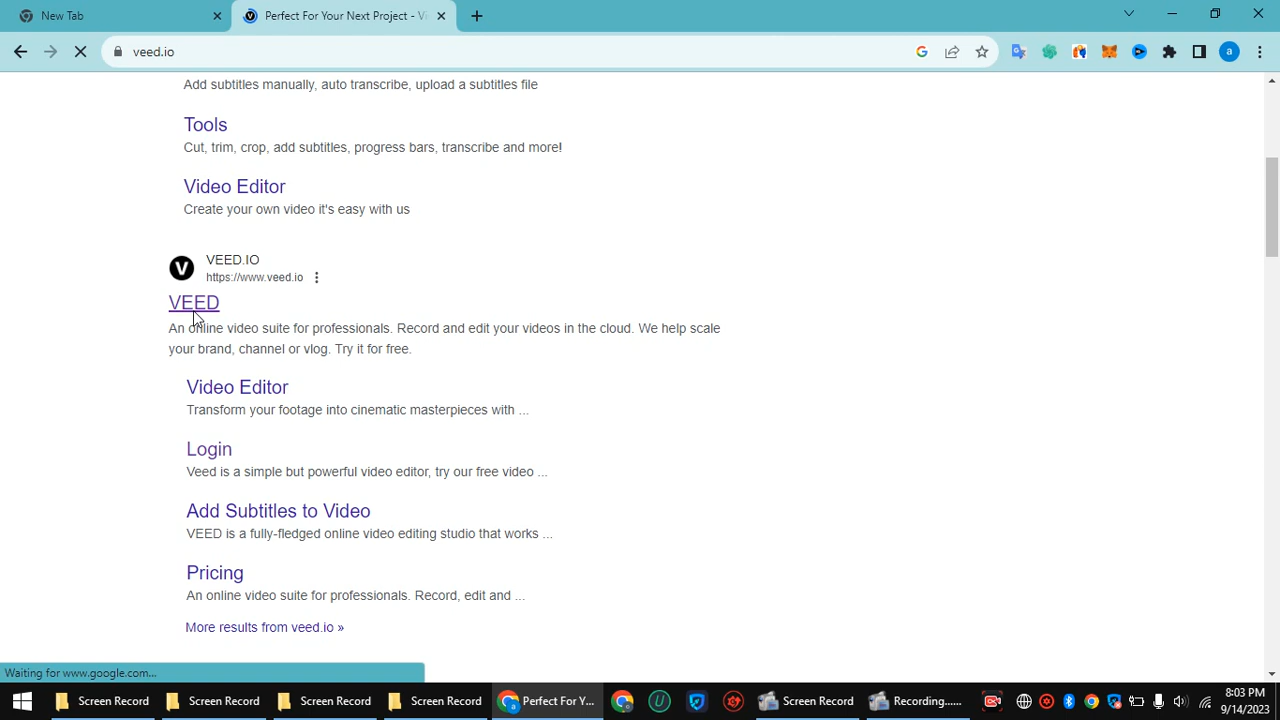 New Tab
Perfect For Your Next Project - V
veed.io
Add subtitles manually, auto transcribe, upload a subtitles file
Tools
Cut, trim, crop, add subtitles, progress bars, transcribe and more!
Video Editor
Create your own video it's easy with us
V
VEED.IO
https://www.veed.io
VEED
An online video suite for professionals. Record and edit your videos in the cloud. We help scale
your brand, channel or vlog. Try it for free.
Video Editor
Transform your footage into cinematic masterpieces with ...
Login
Veed is a simple but powerful video editor, try our free video ...
Add Subtitles to Video
VEED is a fully-fledged online video editing studio that works ...
Pricing
An online video suite for professionals. Record, edit and ...
More results from veed.io »
Waiting for www.google.com...
Screen Record
Screen Record
Screen Record
Screen Record
Perfect For Y...
Screen Record
Recording......
8:03 PM
9/14/2023